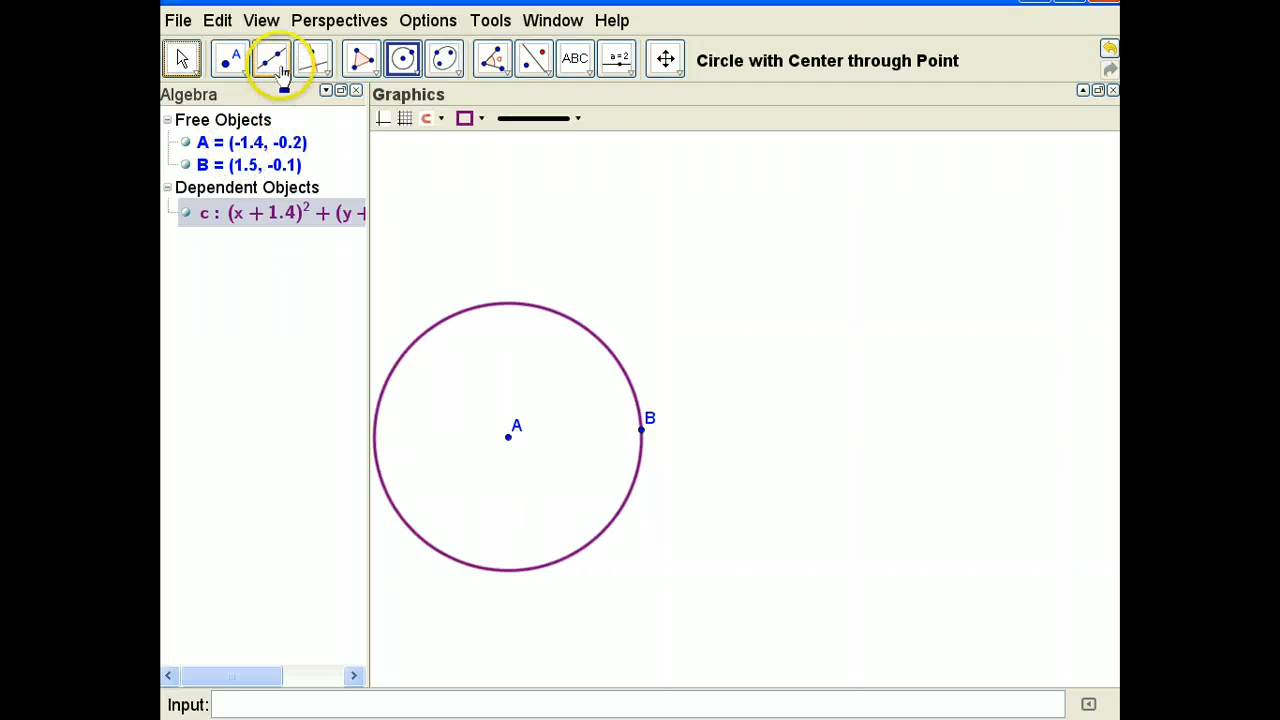 File Edit View Perspectives Options Tools Window Help
A ABC a=2 Circle with Center through Point
Algebra
Graphics
Free Objects
A = (-1.4, -0.2)
B = (1.5, -0.1)
Dependent Objects
c : (x + 1.4)² + (y +
A
B
Input: